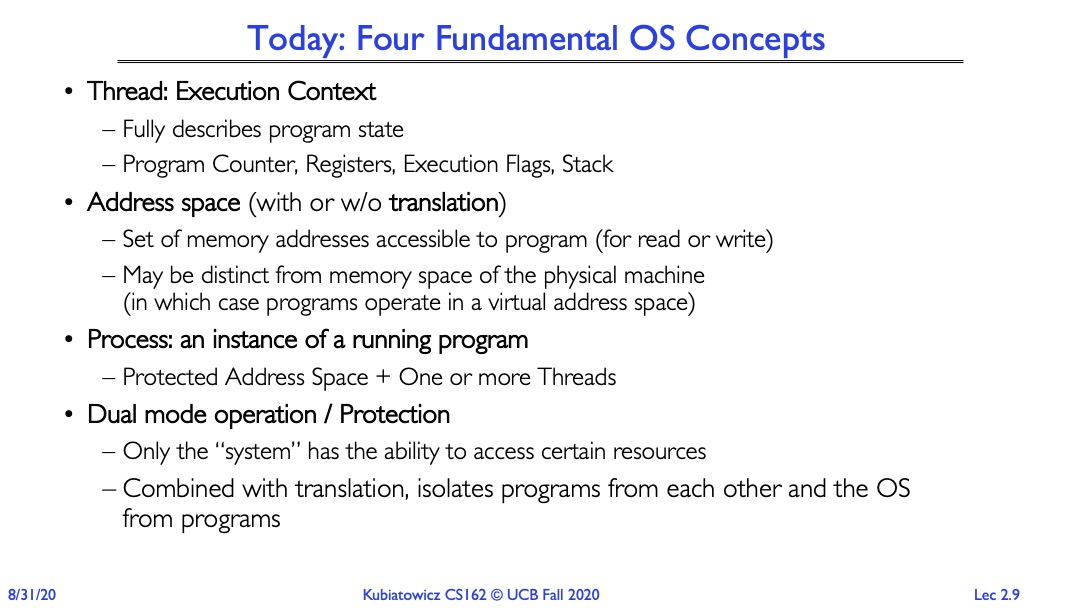 Today: Four Fundamental OS Concepts
• Thread: Execution Context
– Fully describes program state
– Program Counter, Registers, Execution Flags, Stack
• Address space (with or w/o translation)
– Set of memory addresses accessible to program (for read or write)
– May be distinct from memory space of the physical machine
(in which case programs operate in a virtual address space)
• Process: an instance of a running program
– Protected Address Space + One or more Threads
• Dual mode operation / Protection
– Only the “system” has the ability to access certain resources
– Combined with translation, isolates programs from each other and the OS
from programs
8/31/20
Kubiatowicz CS162 © UCB Fall 2020
Lec 2.9